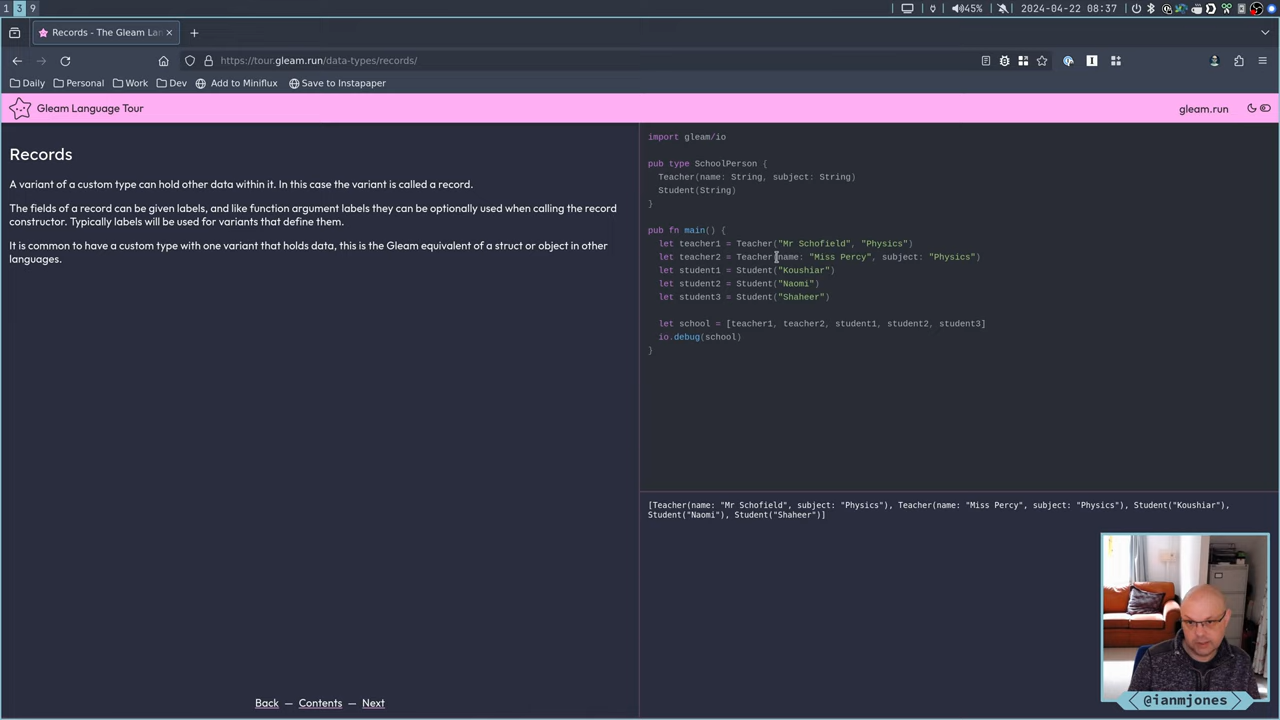 1 3 9
45% 2024-04-22 08:37
Records - The Gleam Lan
https://tour.gleam.run/data-types/records/
Daily Personal Work Dev Add to Miniflux Save to Instapaper
Gleam Language Tour
gleam.run
Records
A variant of a custom type can hold other data within it. In this case the variant is called a record.
The fields of a record can be given labels, and like function argument labels they can be optionally used when calling the record
constructor. Typically labels will be used for variants that define them.
It is common to have a custom type with one variant that holds data, this is the Gleam equivalent of a struct or object in other
languages.
Back — Contents — Next
import gleam/io
pub type SchoolPerson {
Teacher(name: String, subject: String)
Student(String)
}
pub fn main() {
let teacher1 = Teacher("Mr Schofield", "Physics")
let teacher2 = Teacher(name: "Miss Percy", subject: "Physics")
let student1 = Student("Koushiar")
let student2 = Student("Naomi")
let student3 = Student("Shaheer")
let school = [teacher1, teacher2, student1, student2, student3]
io.debug(school)
}
[Teacher(name: "Mr Schofield", subject: "Physics"), Teacher(name: "Miss Percy", subject: "Physics"), Student("Koushiar"),
Student("Naomi"), Student("Shaheer")]
@ianmjones